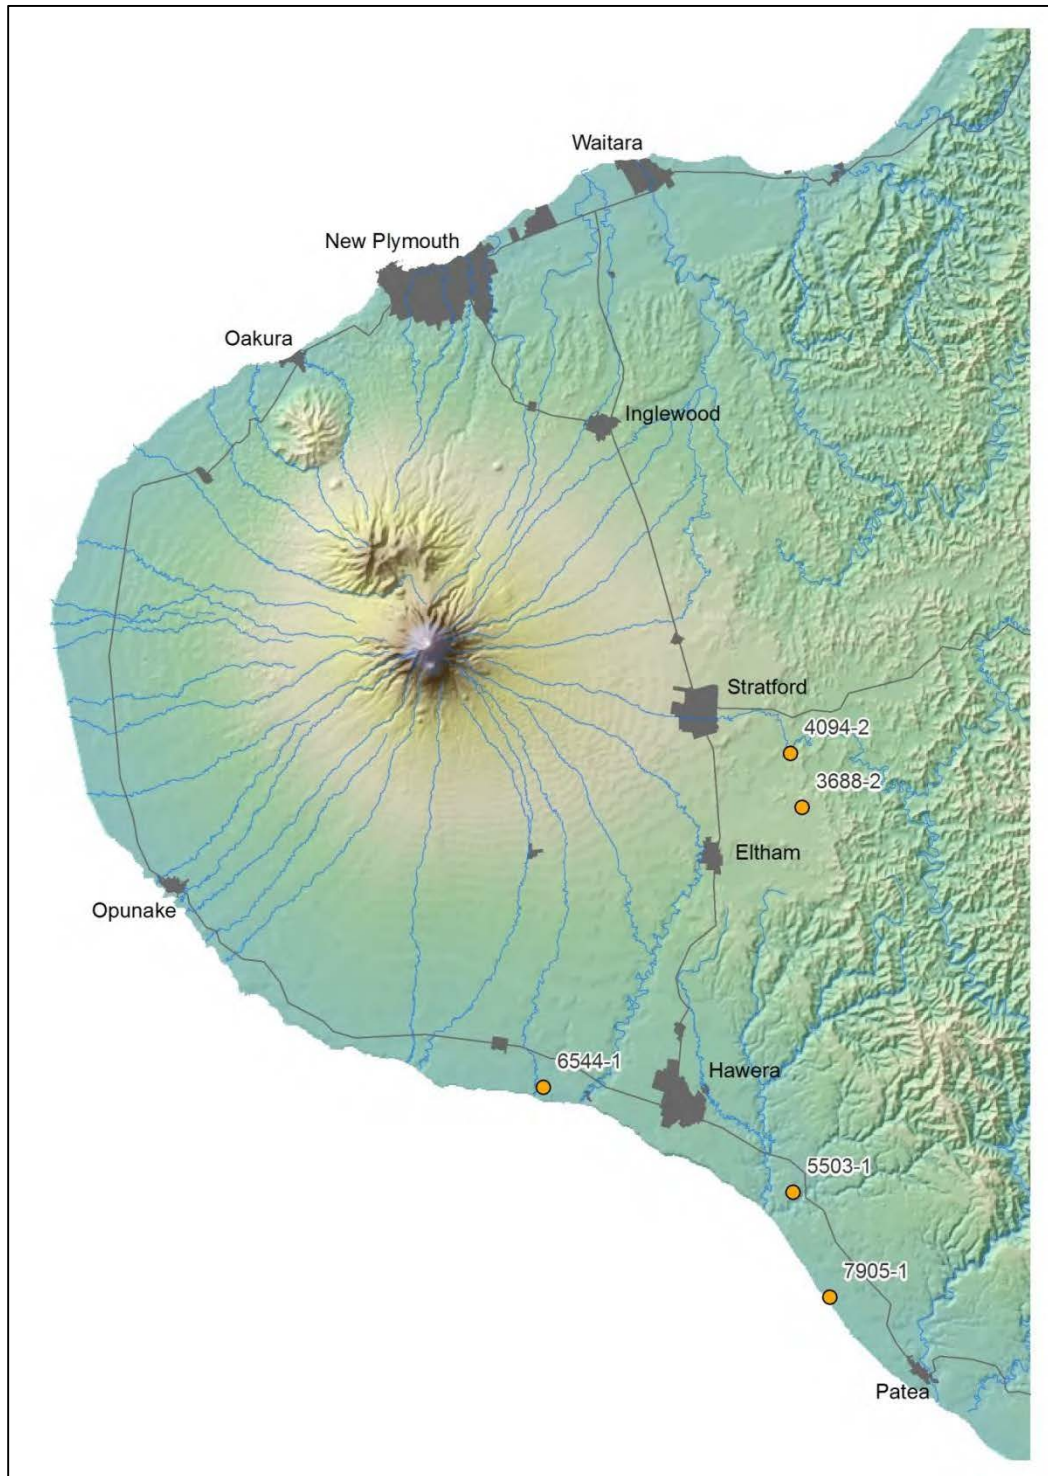 Waitara
New Plymouth
Oakura
Inglewood
Stratford
4094-2
3688-2
Eltham
Opunake
6544-1
Hawera
5503-1
7905-1
Patea